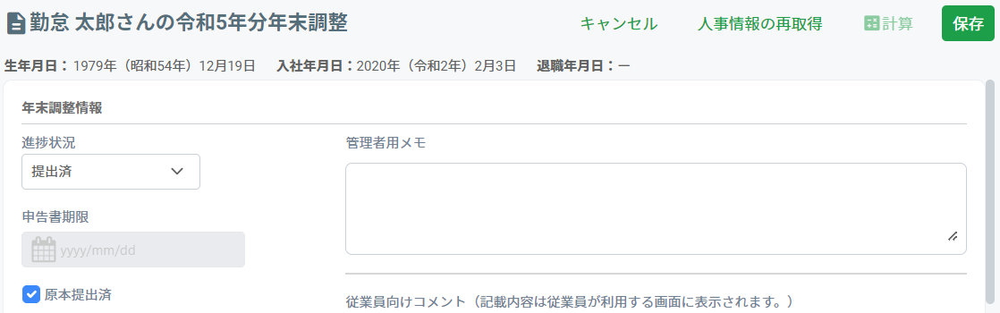 勤怠 太郎さんの令和5年分年末調整
キャンセル 人事情報の再取得 計算 保存
生年月日： 1979年（昭和54年）12月19日 入社年月日：2020年（令和2年）2月3日 退職年月日：ー
年末調整情報
進捗状況
提出済
申告書期限
yyyy/mm/dd
原本提出済
管理者用メモ
従業員向けコメント（記載内容は従業員が利用する画面に表示されます。）